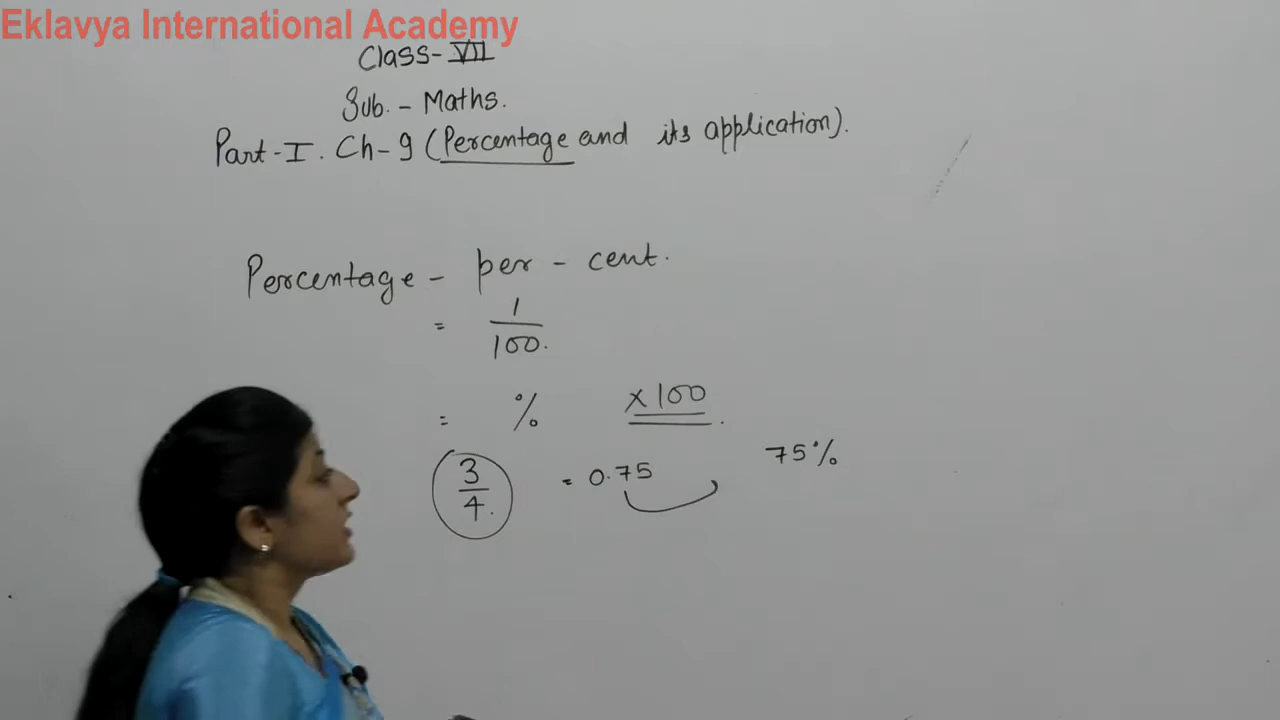 Eklavya International Academy
Class-VII
Sub. - Maths.
Part-I. Ch-9 (Percentage and its application).
Percentage - per - cent.
= 1/100.
= % ×100
3/4. = 0.75 75%